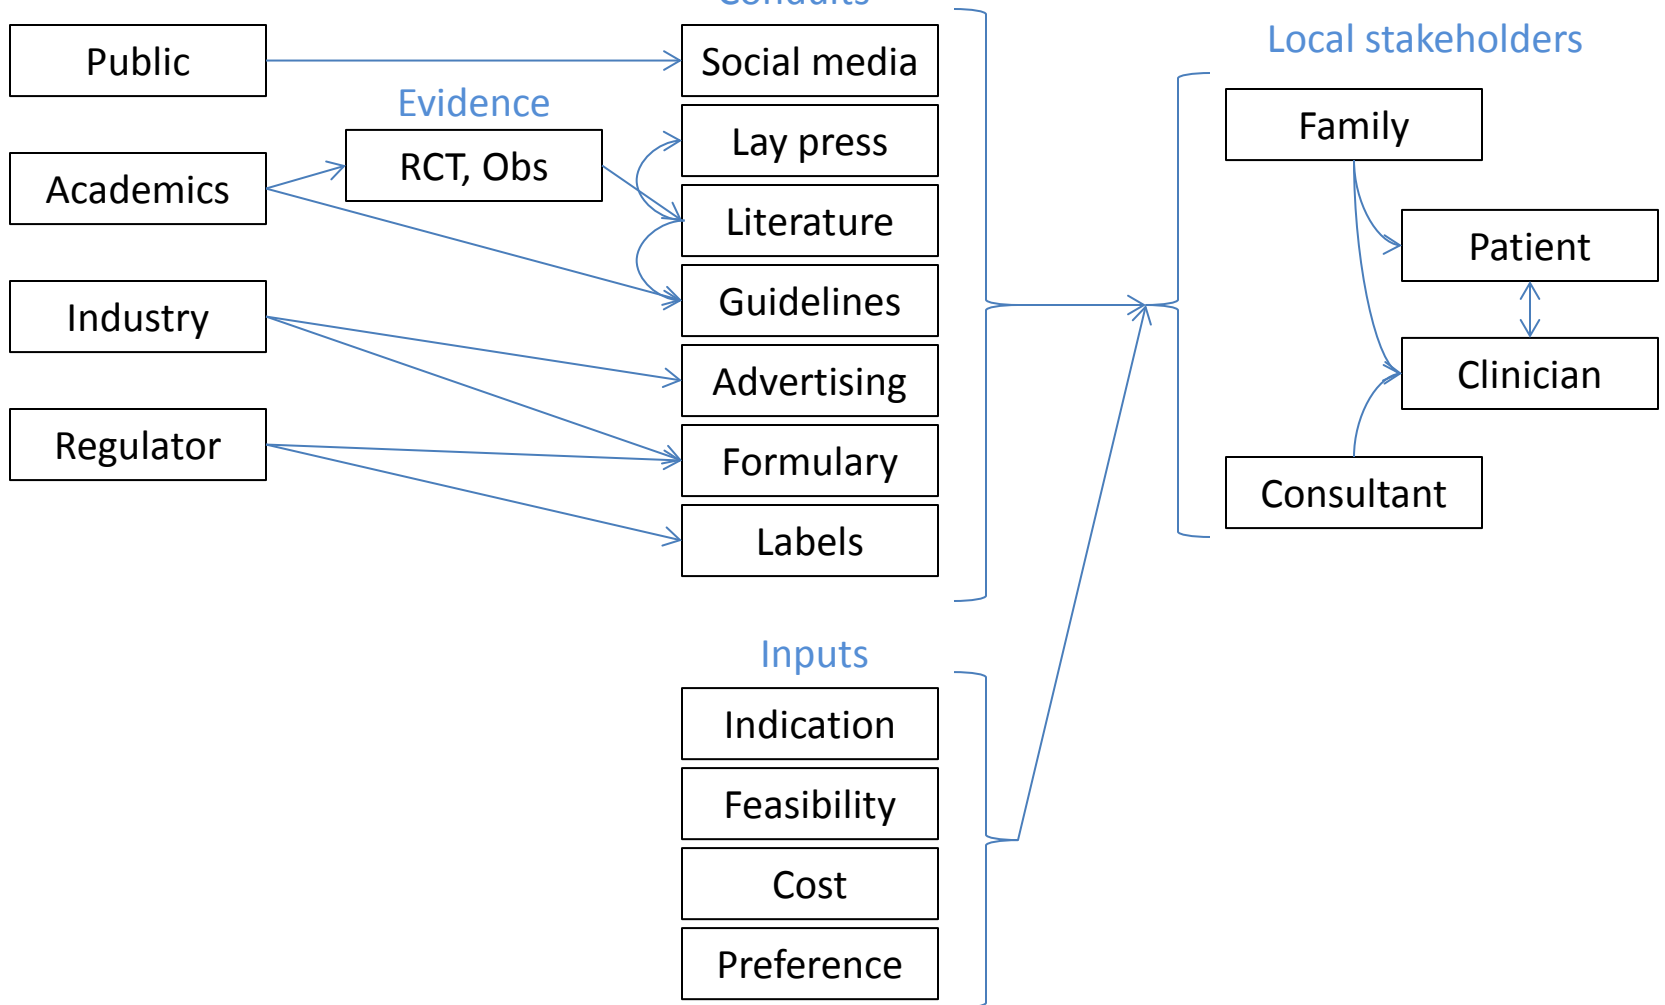 Conduits
Public
Social media
Local stakeholders
Evidence
Family
Lay press
RCT, Obs
Academics
Literature
Patient
Guidelines
Industry
Advertising
Clinician
Regulator
Formulary
Consultant
Labels
Inputs
Indication
Feasibility
Cost
Preference